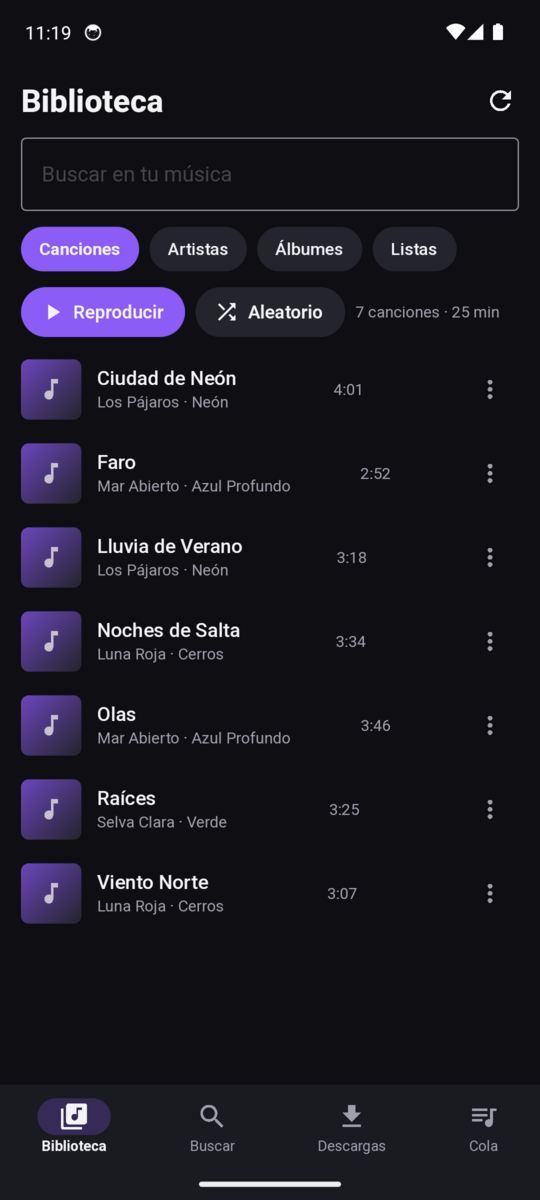 11:19
Biblioteca
Buscar en tu música
Canciones Artistas Álbumes Listas
Reproducir Aleatorio 7 canciones · 25 min
Ciudad de Neón
Los Pájaros · Neón
4:01
Faro
Mar Abierto · Azul Profundo
2:52
Lluvia de Verano
Los Pájaros · Neón
3:18
Noches de Salta
Luna Roja · Cerros
3:34
Olas
Mar Abierto · Azul Profundo
3:46
Raíces
Selva Clara · Verde
3:25
Viento Norte
Luna Roja · Cerros
3:07
Biblioteca Buscar Descargas Cola